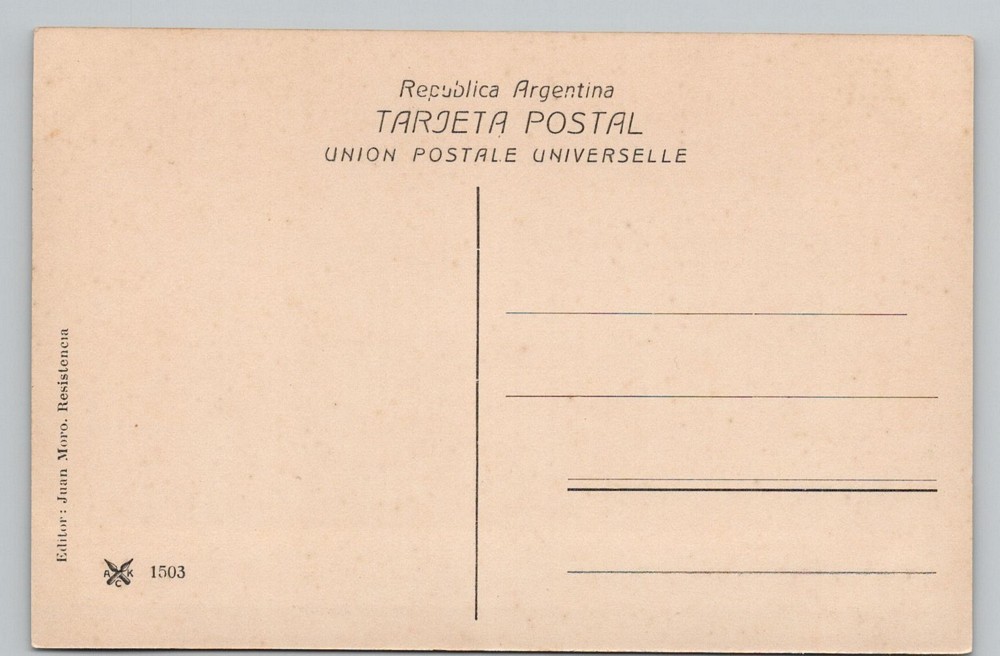 Republica Argentina
TARJETA POSTAL
UNION POSTALE UNIVERSELLE
Editor: Juan Moro. Resistencia
A K C
1503